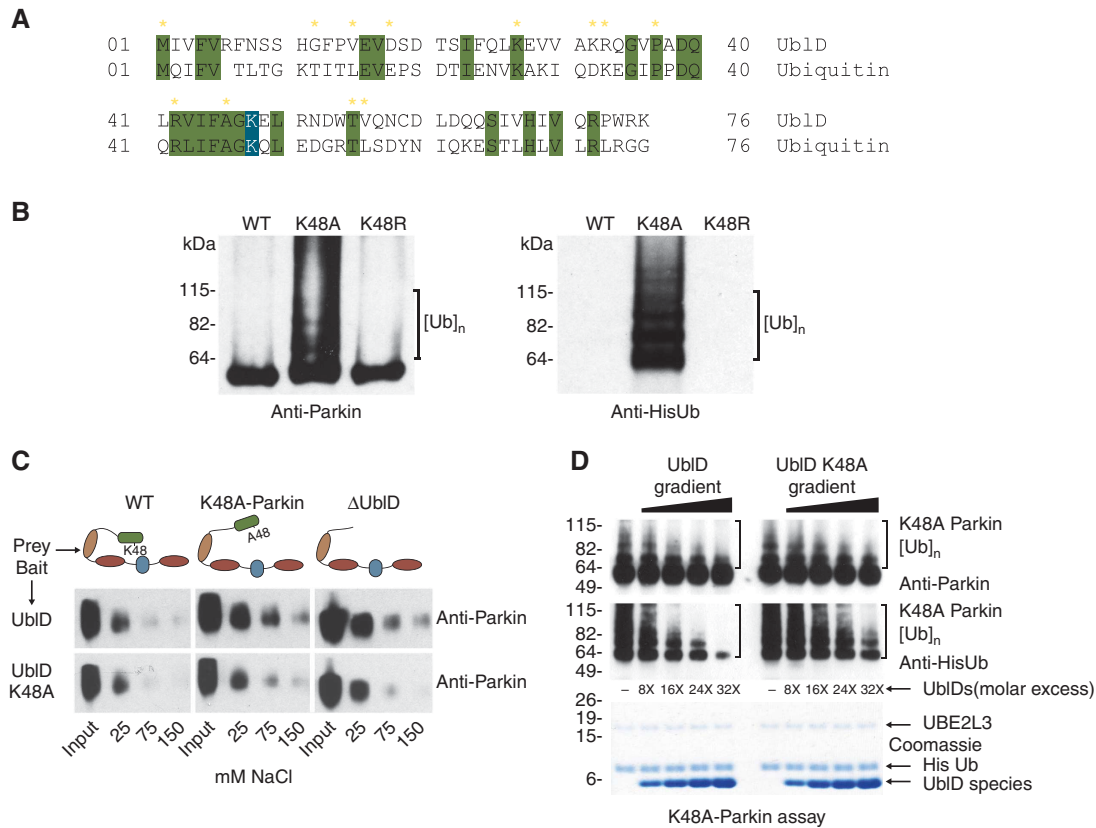 A
* * * * * * * *
01 MIVFVRFNSS HGFPVEVDSD TSIFQLKEVV AKRQGVPADQ 40 UblD
01 MQIFV TLTG KTITLEVEPS DTIENVKAKI QDKEGIPPDQ 40 Ubiquitin
* * * *
41 LRVIFAGKEL RNDWTVQNCD LDQQSIVHIV QRPWRK 76 UblD
41 QRLIFAGKQL EDGRTLSDYN IQKESTLHLV LRLRGG 76 Ubiquitin
B
WT K48A K48R
kDa
115-
82-
64-
[Ub]n
Anti-Parkin
WT K48A K48R
kDa
115-
82-
64-
[Ub]n
Anti-HisUb
C
WT K48A-Parkin ΔUblD
K48 A48
Prey
Bait
UblD
Anti-Parkin
UblD
K48A
Anti-Parkin
Input 25 75 150 Input 25 75 150 Input 25 75 150
mM NaCl
D
UblD
gradient
UblD K48A
gradient
115-
82-
64-
49-
K48A Parkin
[Ub]n
Anti-Parkin
115-
82-
64-
49-
K48A Parkin
[Ub]n
Anti-HisUb
– 8X 16X 24X 32X – 8X 16X 24X 32X UblDs(molar excess)
26-
19-
15-
6-
UBE2L3
Coomassie
His Ub
UblD species
K48A-Parkin assay